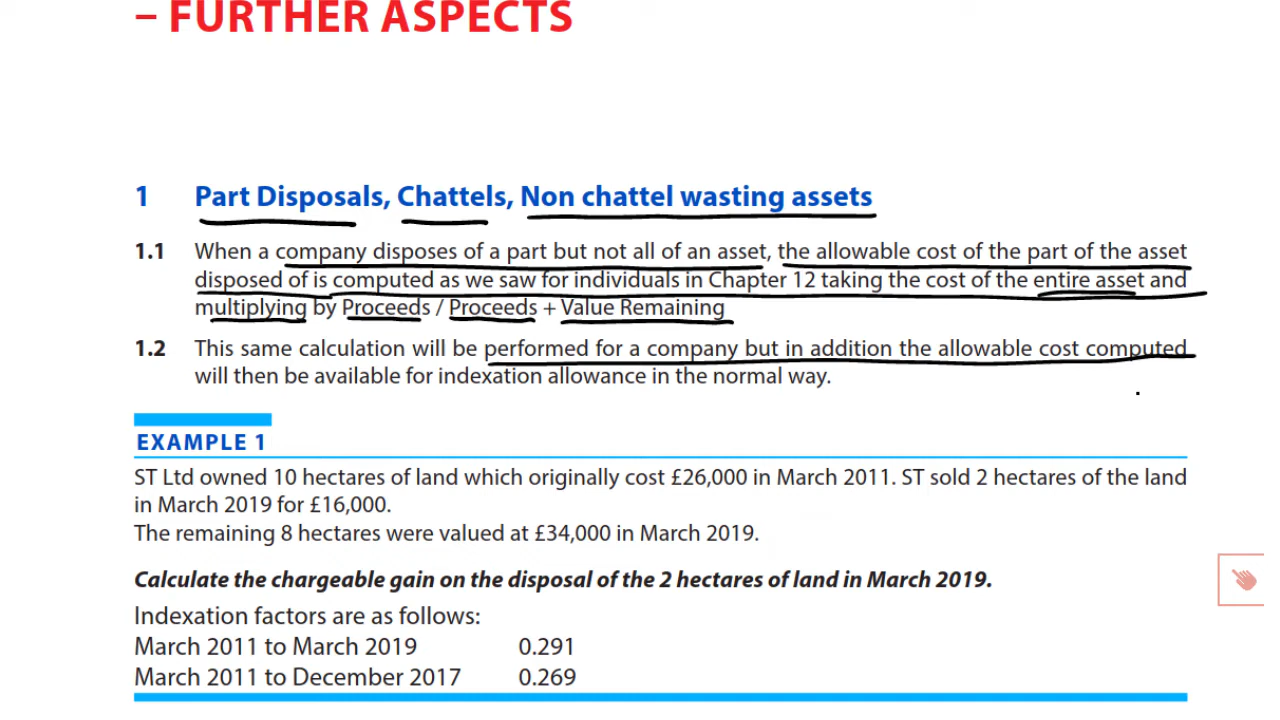 – FURTHER ASPECTS
1 Part Disposals, Chattels, Non chattel wasting assets
1.1 When a company disposes of a part but not all of an asset, the allowable cost of the part of the asset
disposed of is computed as we saw for individuals in Chapter 12 taking the cost of the entire asset and
multiplying by Proceeds / Proceeds + Value Remaining
1.2 This same calculation will be performed for a company but in addition the allowable cost computed
will then be available for indexation allowance in the normal way.
EXAMPLE 1
ST Ltd owned 10 hectares of land which originally cost £26,000 in March 2011. ST sold 2 hectares of the land
in March 2019 for £16,000.
The remaining 8 hectares were valued at £34,000 in March 2019.
Calculate the chargeable gain on the disposal of the 2 hectares of land in March 2019.
Indexation factors are as follows:
March 2011 to March 2019 0.291
March 2011 to December 2017 0.269